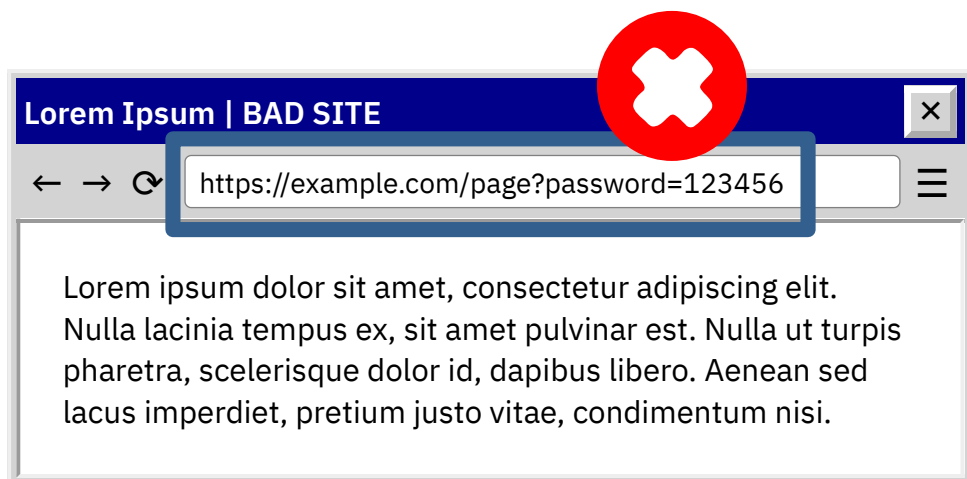 Lorem Ipsum | BAD SITE
https://example.com/page?password=123456
Lorem ipsum dolor sit amet, consectetur adipiscing elit.
Nulla lacinia tempus ex, sit amet pulvinar est. Nulla ut turpis
pharetra, scelerisque dolor id, dapibus libero. Aenean sed
lacus imperdiet, pretium justo vitae, condimentum nisi.